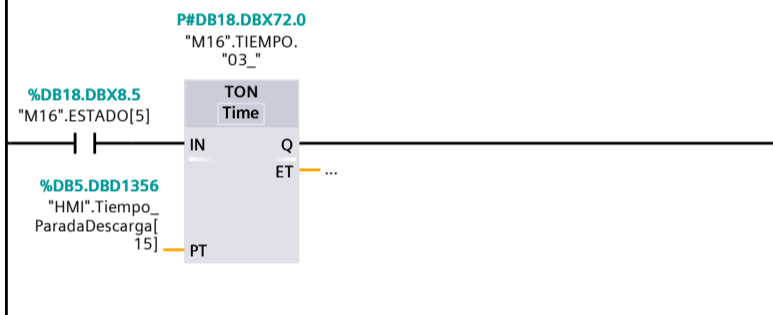 P#DB18.DBX72.0
"M16".TIEMPO.
"03_"
%DB18.DBX8.5
"M16".ESTADO[5]
TON
Time
IN
Q
ET
...
%DB5.DBD1356
"HMI".Tiempo_
ParadaDescarga[
15]
PT